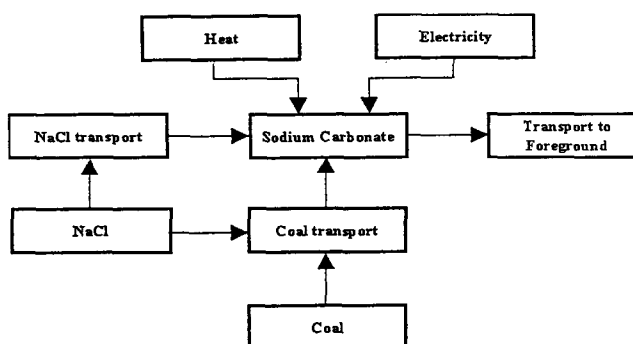 Heat
Electricity
NaCl transport
Sodium Carbonate
Transport to
Foreground
NaCl
Coal transport
Coal